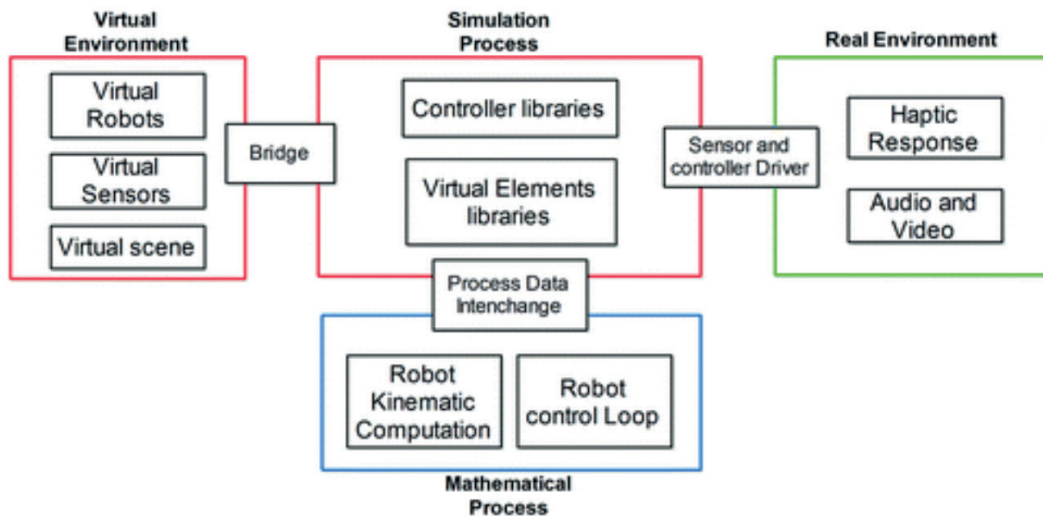 Virtual
Environment
Simulation
Process
Real Environment
Virtual
Robots
Virtual
Sensors
Virtual scene
Bridge
Controller libraries
Virtual Elements
libraries
Sensor and
controller Driver
Haptic
Response
Audio and
Video
Process Data
Intenchange
Robot
Kinematic
Computation
Robot
control Loop
Mathematical
Process